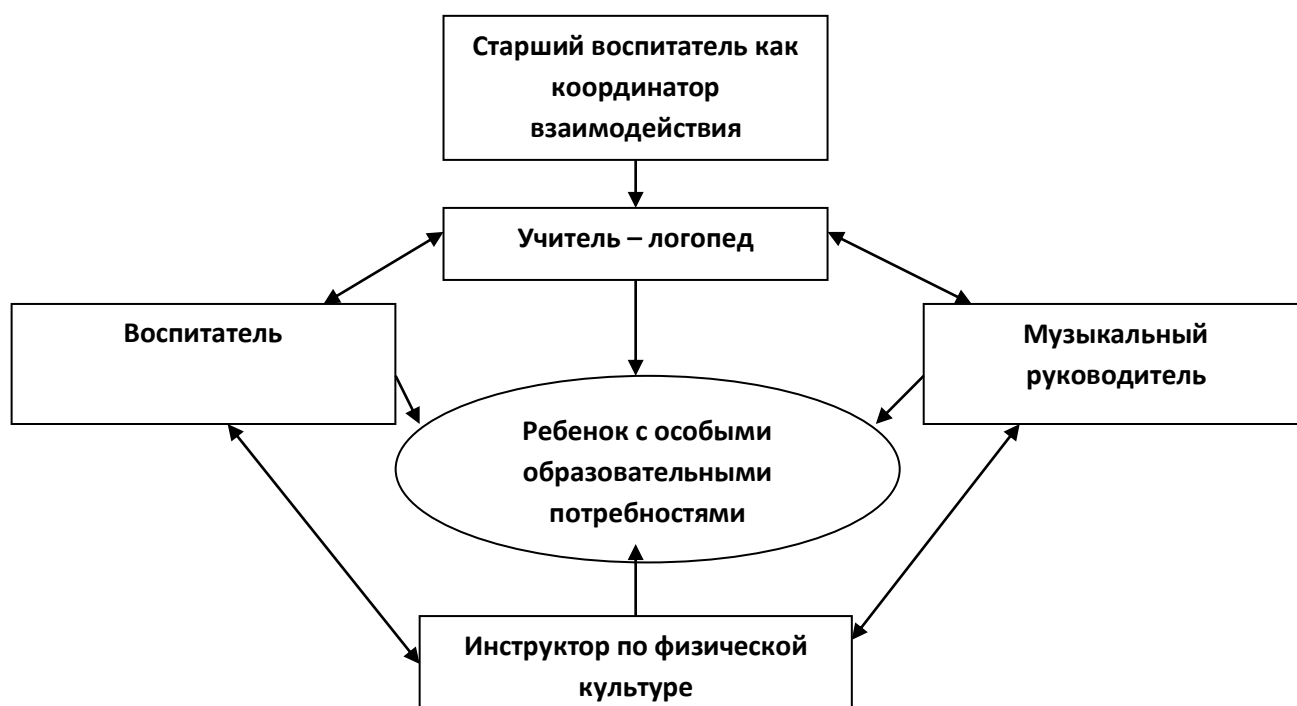 Старший воспитатель как
координатор
взаимодействия
Учитель – логопед
Воспитатель
Музыкальный
руководитель
Ребенок с особыми
образовательными
потребностями
Инструктор по физической
культуре